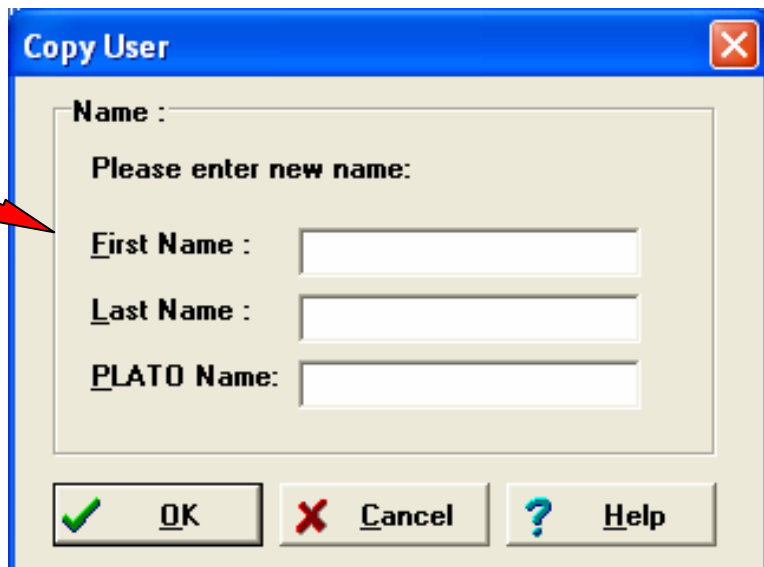 Copy User
Name :
Please enter new name:
First Name :
Last Name :
PLATO Name:
OK Cancel ? Help